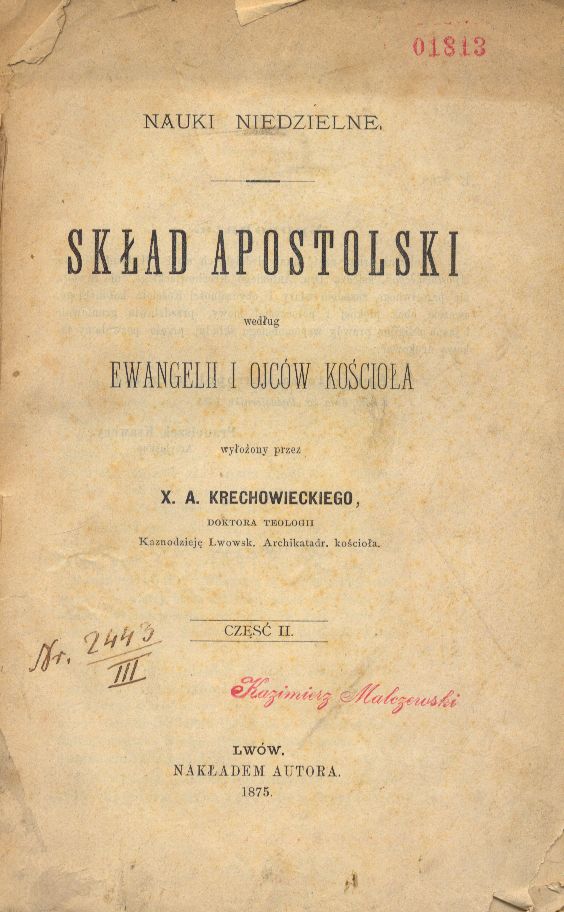 01813
NAUKI NIEDZIELNE.
SKŁAD APOSTOLSKI
według
EWANGELII I OJCÓW KOŚCIOŁA
wyłożony przez
X. A. KRECHOWIECKIEGO,
DOKTORA TEOLOGII
Kaznodzieję Lwowsk. Archikatadr. kościoła.
CZĘŚĆ II.
Nr. 2443
III
Kazimierz Malczewski
LWÓW.
NAKŁADEM AUTORA.
1875.